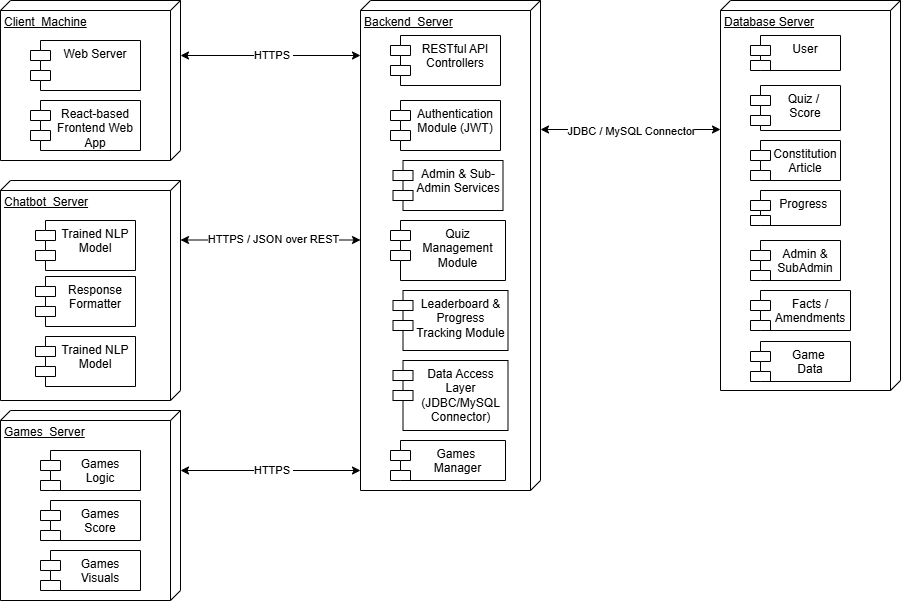 Client_Machine
Web Server
React-based
Frontend Web
App
HTTPS
Chatbot_Server
Trained NLP
Model
Response
Formatter
Trained NLP
Model
HTTPS / JSON over REST
Games_Server
Games
Logic
Games
Score
Games
Visuals
HTTPS
Backend_Server
RESTful API
Controllers
Authentication
Module (JWT)
Admin & Sub-
Admin Services
Quiz
Management
Module
Leaderboard &
Progress
Tracking Module
Data Access
Layer
(JDBC/MySQL
Connector)
Games
Manager
JDBC / MySQL Connector
Database Server
User
Quiz /
Score
Constitution
Article
Progress
Admin &
SubAdmin
Facts /
Amendments
Game
Data